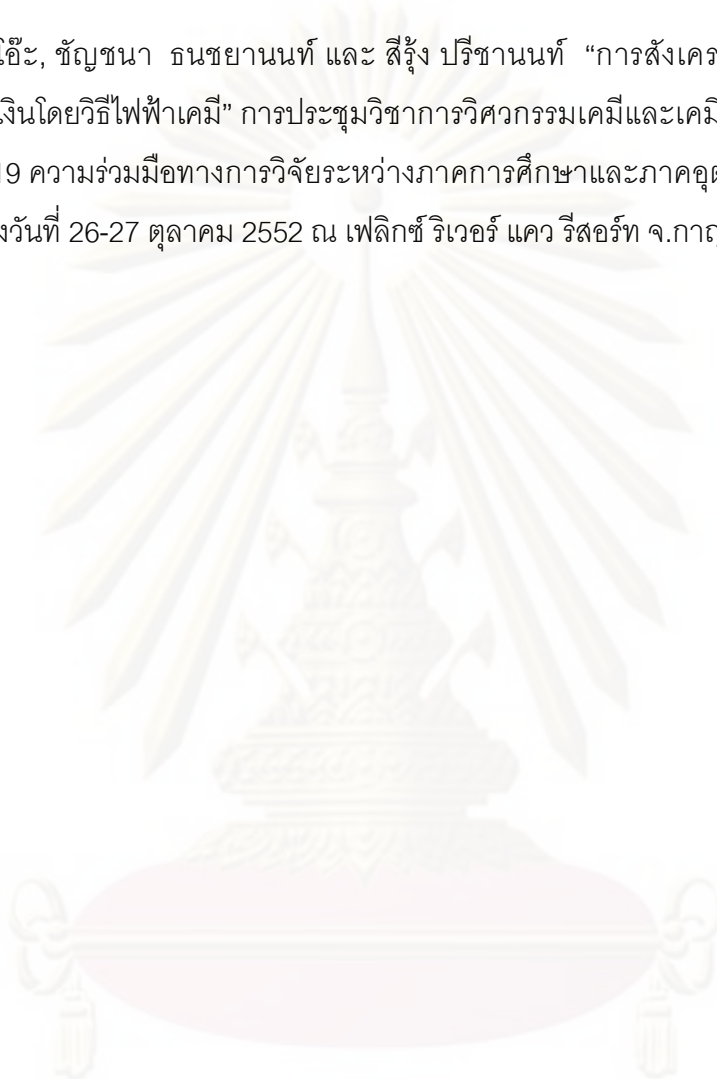 โอ๊ะ, ชัญชนา ธนชยานนท์ และ สีรุ้ง ปรีชานนท์ “การสังเคร
เงินโดยวิธีไฟฟ้าเคมี” การประชุมวิชาการวิศวกรรมเคมีและเคมี
19 ความร่วมมือทางการวิจัยระหว่างภาคการศึกษาและภาคอุต
งวันที่ 26-27 ตุลาคม 2552 ณ เฟลิกซ์ ริเวอร์ แคว รีสอร์ท จ.กาญ